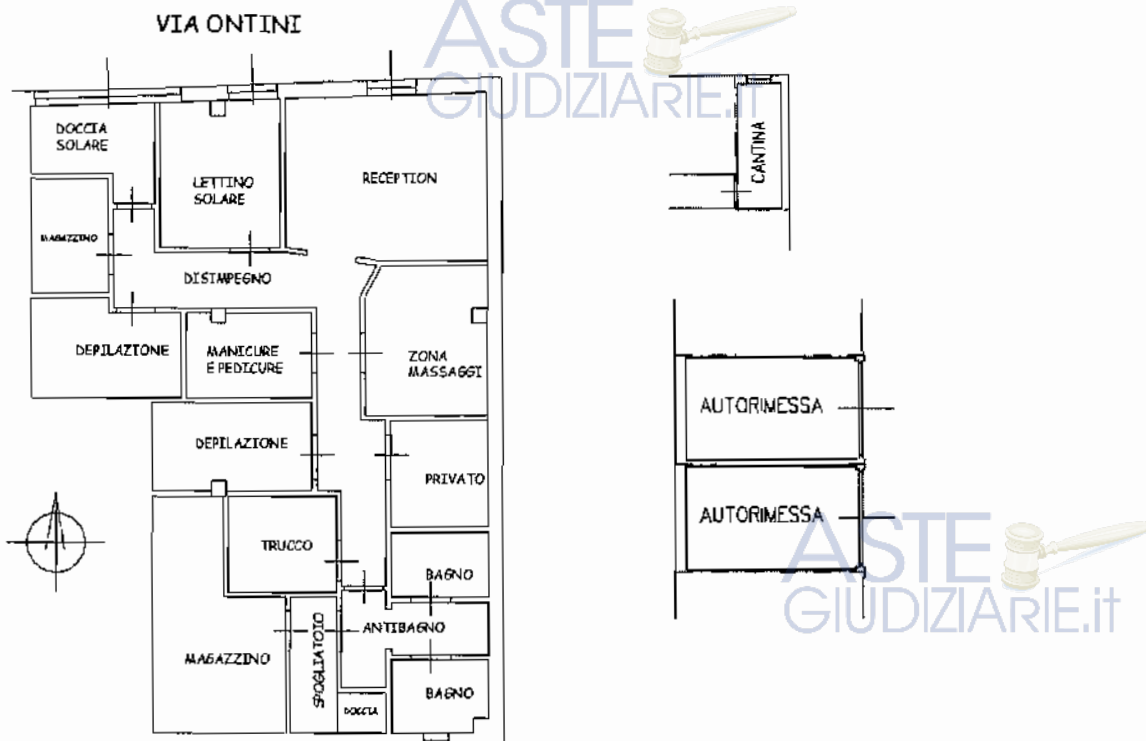 VIA ONTINI
ASTE
GIUDIZIARIE.it
DOCCIA
SOLARE
LETTINO
SOLARE
RECEPTION
CANTINA
MAGAZZINO
DISIMPEGNO
DEPILAZIONE
MANICURE
E PEDICURE
ZONA
MASSAGGI
AUTORIMESSA
DEPILAZIONE
PRIVATO
AUTORIMESSA
TRUCCO
BAGNO
ASTE
GIUDIZIARIE.it
SPOGLIATOIO
ANTIBAGNO
MAGAZZINO
BAGNO
DOCCIA